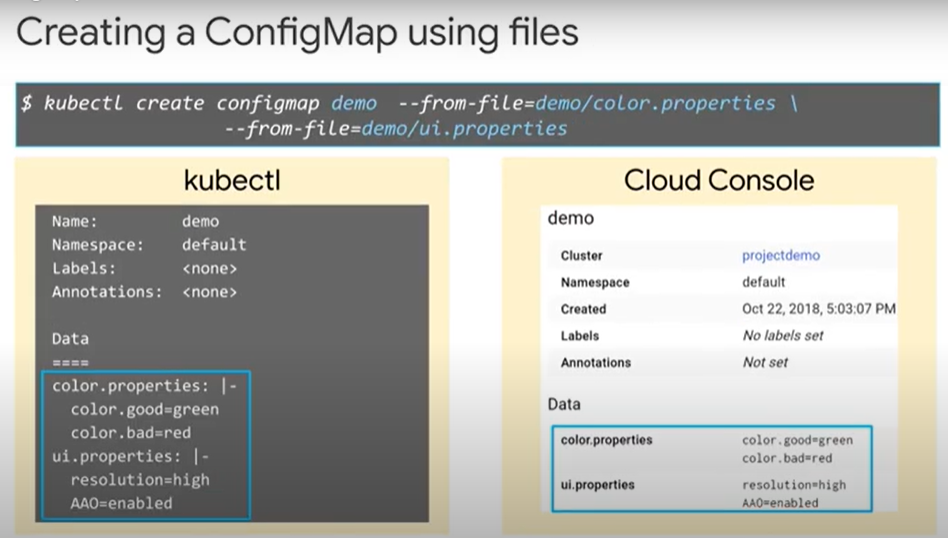 Creating a ConfigMap using files
$ kubectl create configmap demo --from-file=demo/color.properties \
--from-file=demo/ui.properties
kubectl
Name: demo
Namespace: default
Labels: <none>
Annotations: <none>
Data
====
color.properties: |-
color.good=green
color.bad=red
ui.properties: |-
resolution=high
AAO=enabled
Cloud Console
demo
Cluster projectdemo
Namespace default
Created Oct 22, 2018, 5:03:07 PM
Labels No labels set
Annotations Not set
Data
color.properties color.good=green
color.bad=red
ui.properties resolution=high
AAO=enabled